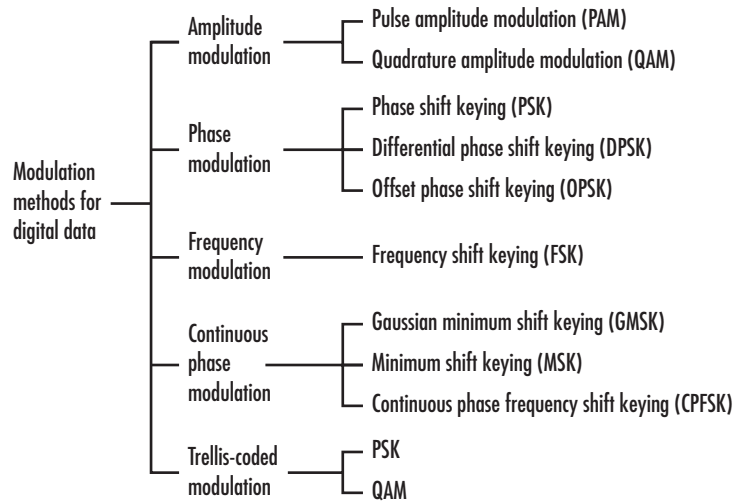 Modulation
methods for
digital data
Amplitude
modulation
Pulse amplitude modulation (PAM)
Quadrature amplitude modulation (QAM)
Phase
modulation
Phase shift keying (PSK)
Differential phase shift keying (DPSK)
Offset phase shift keying (OPSK)
Frequency
modulation
Frequency shift keying (FSK)
Continuous
phase
modulation
Gaussian minimum shift keying (GMSK)
Minimum shift keying (MSK)
Continuous phase frequency shift keying (CPFSK)
Trellis-coded
modulation
PSK
QAM